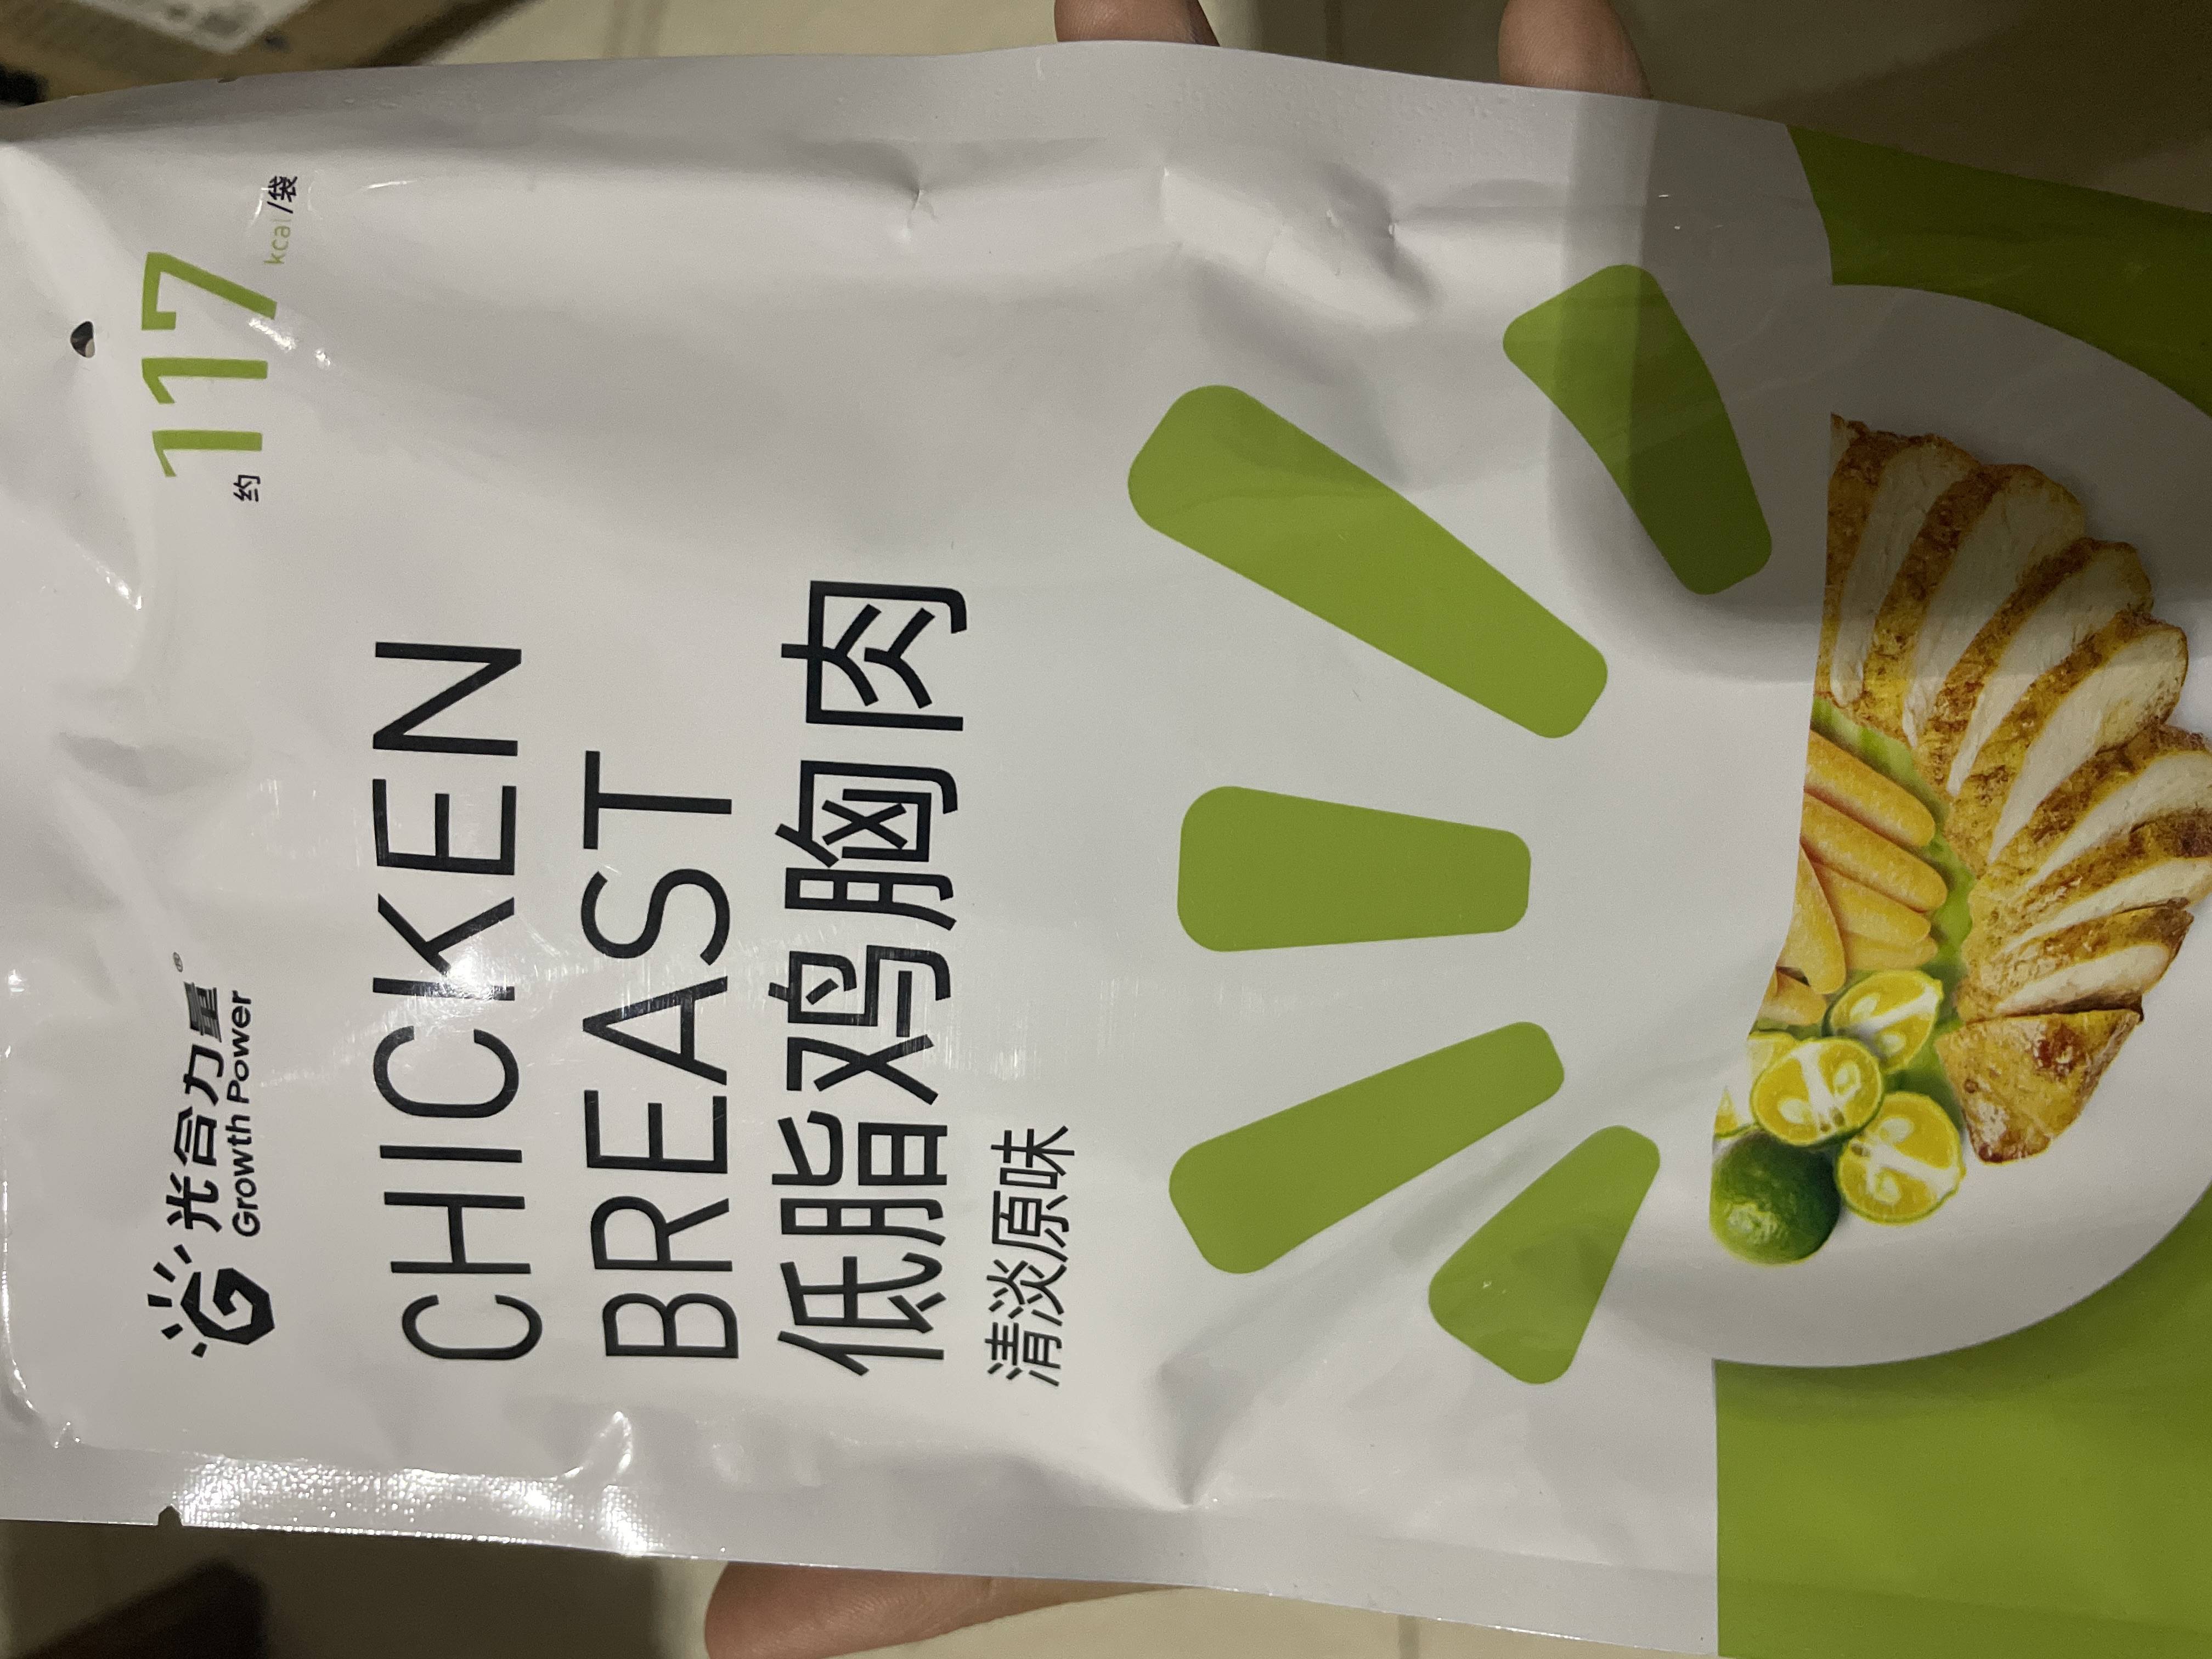 光合力量®
Growth Power
约117kcal/袋
CHICKEN
BREAST
低脂鸡胸肉
清淡原味